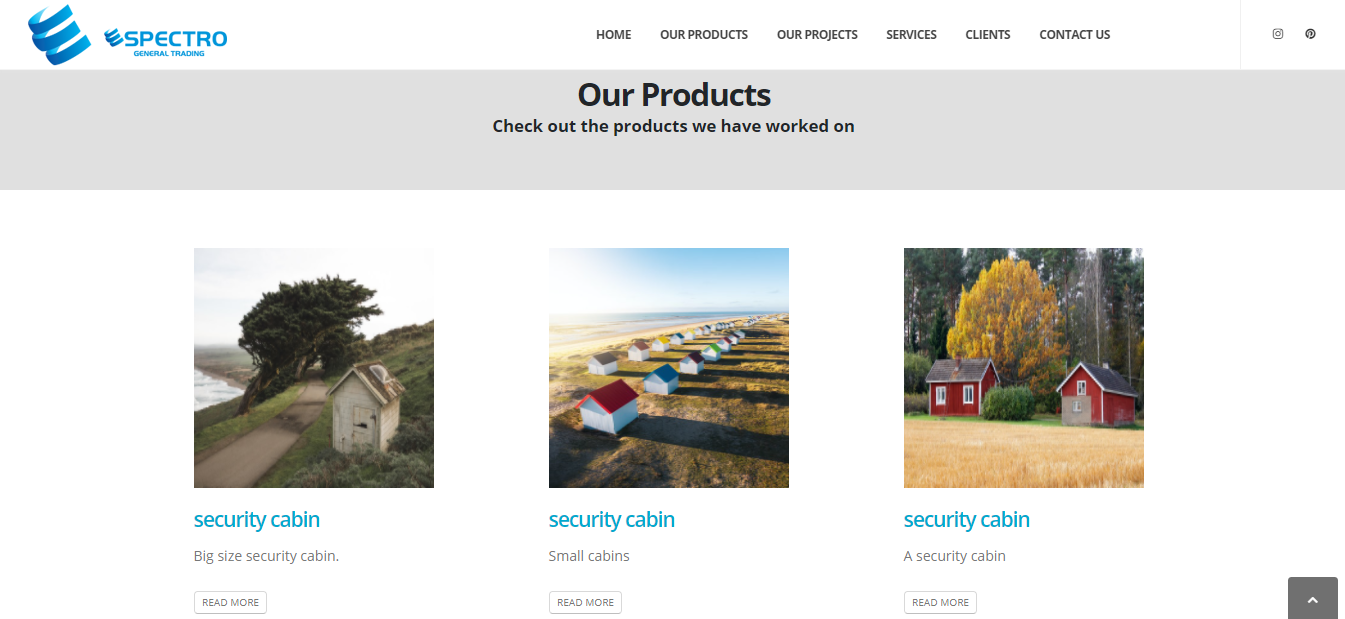 SPECTRO
GENERAL TRADING
HOME OUR PRODUCTS OUR PROJECTS SERVICES CLIENTS CONTACT US
Our Products
Check out the products we have worked on
security cabin security cabin security cabin
Big size security cabin. Small cabins A security cabin
READ MORE READ MORE READ MORE